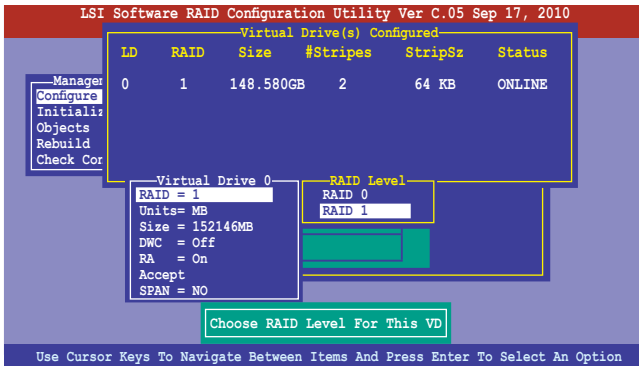 LSI Software RAID Configuration Utility Ver C.05 Sep 17, 2010
Virtual Drive(s) Configured
LD RAID Size #Stripes StripSz Status
0 1 148.580GB 2 64 KB ONLINE
Manager
Configure
Initializ
Objects
Rebuild
Check Con
Virtual Drive 0
RAID = 1
Units= MB
Size = 152146MB
DWC = Off
RA = On
Accept
SPAN = NO
RAID Level
RAID 0
RAID 1
Choose RAID Level For This VD
Use Cursor Keys To Navigate Between Items And Press Enter To Select An Option